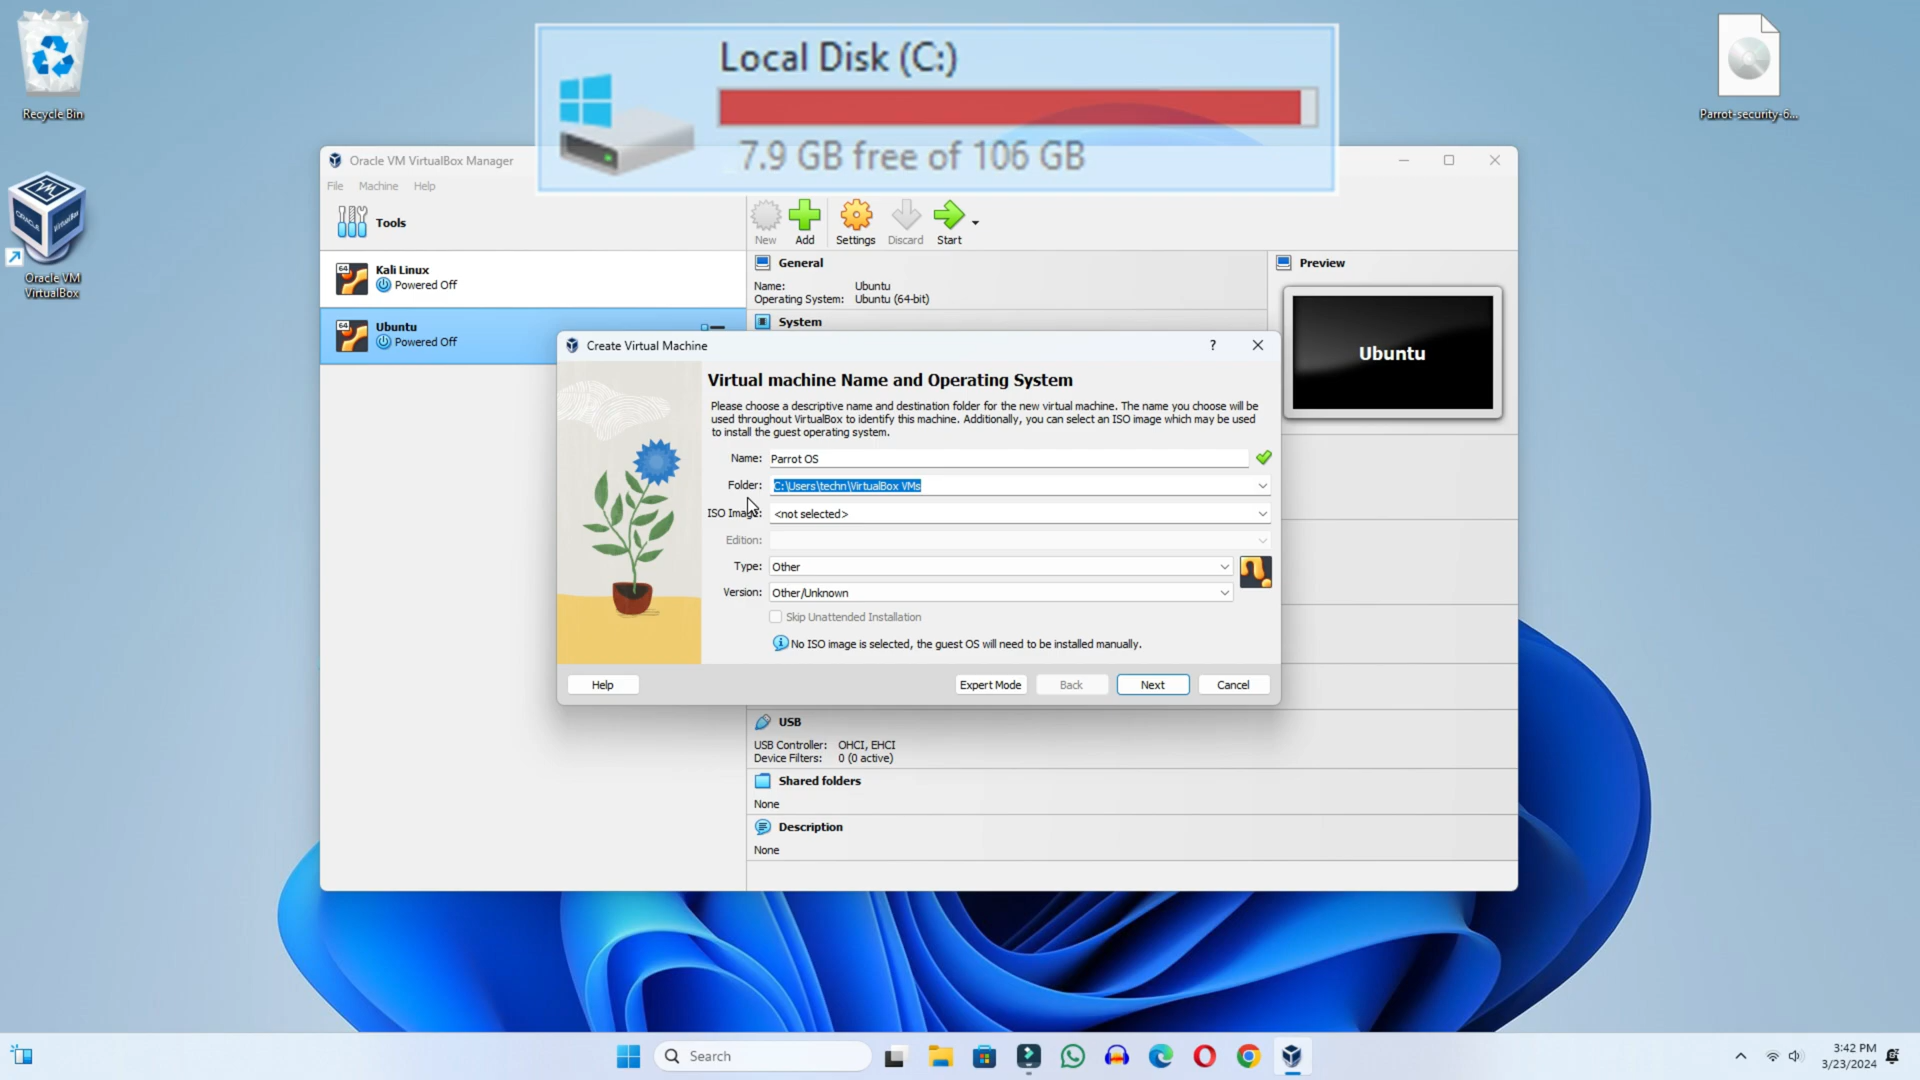 Recycle Bin
Oracle VM
VirtualBox
Parrot-security-6...
Local Disk (C:)
7.9 GB free of 106 GB
Oracle VM VirtualBox Manager
File Machine Help
Tools
New Add Settings Discard Start
64 Kali Linux
Powered Off
64 Ubuntu
Powered Off
General
Name: Ubuntu
Operating System: Ubuntu (64-bit)
System
Preview
Ubuntu
Create Virtual Machine
?
Virtual machine Name and Operating System
Please choose a descriptive name and destination folder for the new virtual machine. The name you choose will be
used throughout VirtualBox to identify this machine. Additionally, you can select an ISO image which may be used
to install the guest operating system.
Name: Parrot OS
Folder: C:\Users\techn\VirtualBox VMs
ISO Image: <not selected>
Edition:
Type: Other
Version: Other/Unknown
Skip Unattended Installation
No ISO image is selected, the guest OS will need to be installed manually.
Help Expert Mode Back Next Cancel
USB
USB Controller: OHCI, EHCI
Device Filters: 0 (0 active)
Shared folders
None
Description
None
Search
3:42 PM
3/23/2024